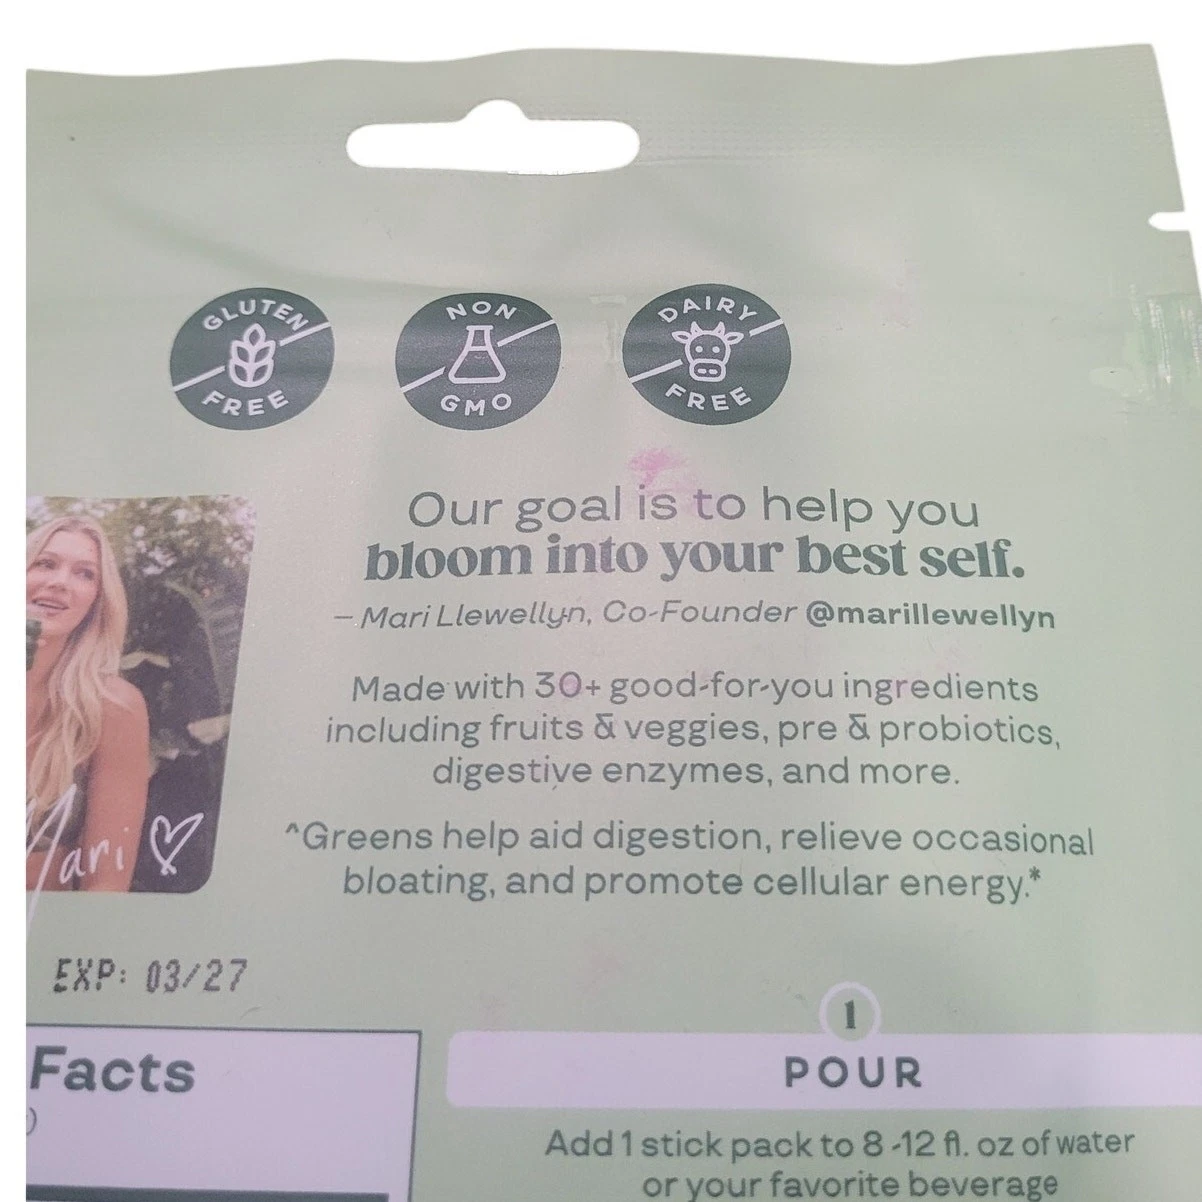 GLUTEN
FREE
NON
GMO
DAIRY
FREE
Our goal is to help you
bloom into your best self.
– Mari Llewellyn, Co-Founder @marillewellyn
Made with 30+ good-for-you ingredients
including fruits & veggies, pre & probiotics,
digestive enzymes, and more.
^Greens help aid digestion, relieve occasional
bloating, and promote cellular energy.*
Mari
EXP: 03/27
Facts
)
1
POUR
Add 1 stick pack to 8-12 fl. oz of water
or your favorite beverage